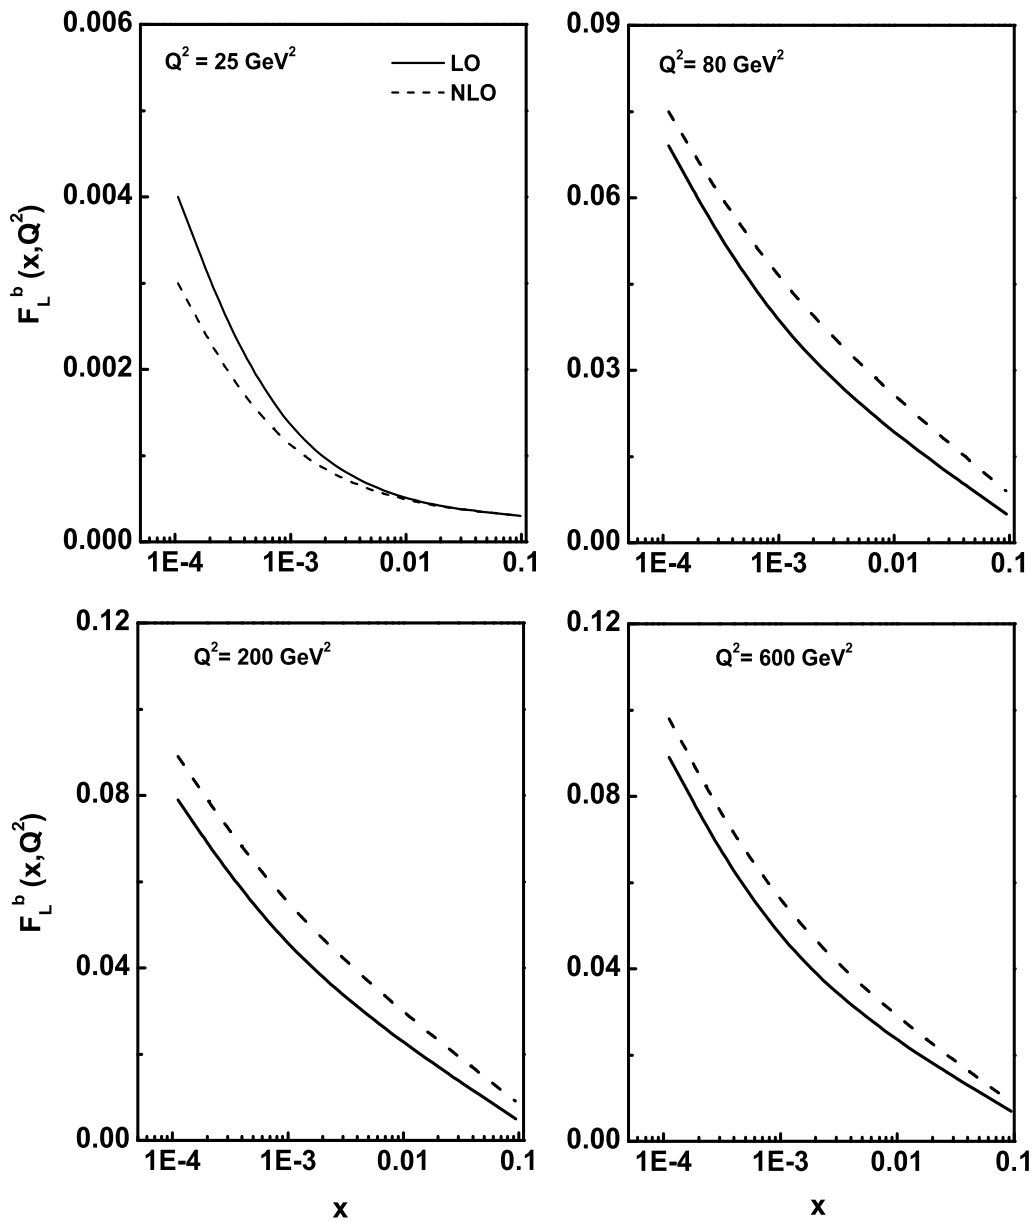 Q² = 25 GeV²
LO
NLO
0.006
0.004
0.002
0.000
1E-4 1E-3 0.01 0.1
F_L^b (x,Q²)
Q²= 80 GeV²
0.09
0.06
0.03
0.00
1E-4 1E-3 0.01 0.1
Q²= 200 GeV²
0.12
0.08
0.04
0.00
1E-4 1E-3 0.01 0.1
F_L^b (x,Q²)
x
Q²= 600 GeV²
0.12
0.08
0.04
0.00
1E-4 1E-3 0.01 0.1
x